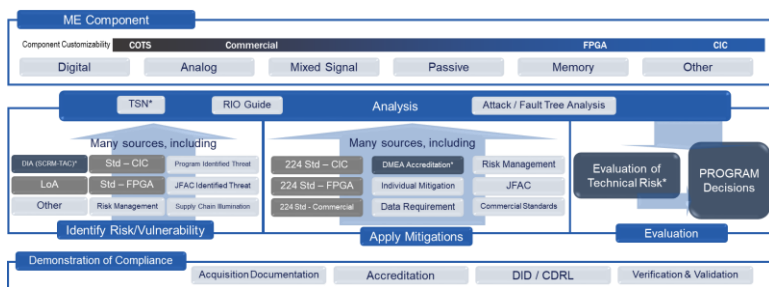 ME Component
Component Customizability COTS Commercial FPGA CIC
Digital Analog Mixed Signal Passive Memory Other
TSN* RIO Guide Analysis Attack / Fault Tree Analysis
Many sources, including
DIA (SCRM-TAC)* Std – CIC Program Identified Threat
LoA Std – FPGA JFAC Identified Threat
Other Risk Management Supply Chain Illumination
Identify Risk/Vulnerability
Many sources, including
224 Std – CIC DMEA Accreditation* Risk Management
224 Std – FPGA Individual Mitigation JFAC
224 Std - Commercial Data Requirement Commercial Standards
Apply Mitigations
Evaluation of
Technical Risk*
PROGRAM
Decisions
Evaluation
Demonstration of Compliance
Acquisition Documentation Accreditation DID / CDRL Verification & Validation